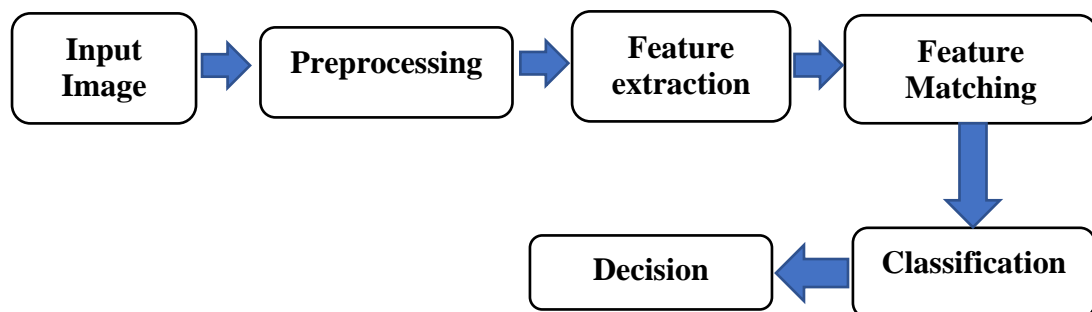 Input
Image
Preprocessing
Feature
extraction
Feature
Matching
Classification
Decision